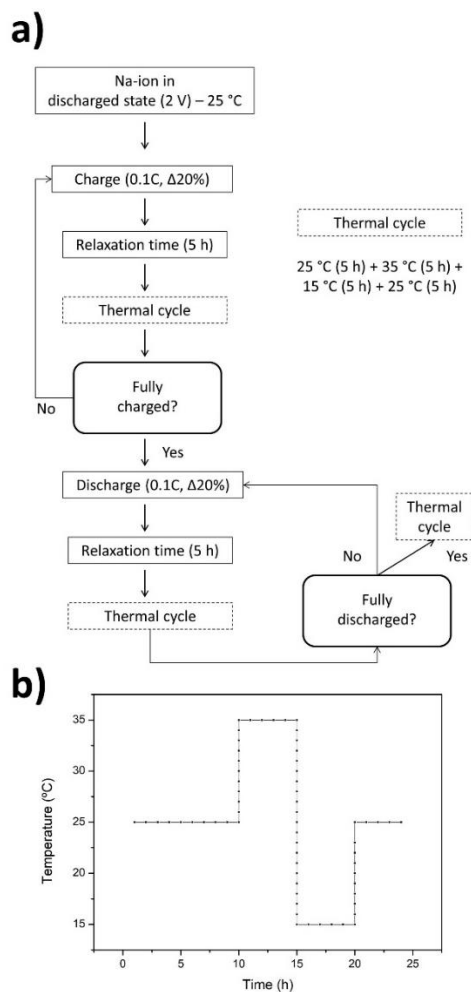 a)
Na-ion in
discharged state (2 V) – 25 °C
Charge (0.1C, Δ20%)
Relaxation time (5 h)
Thermal cycle
Fully
charged?
No
Yes
Thermal cycle
25 °C (5 h) + 35 °C (5 h) +
15 °C (5 h) + 25 °C (5 h)
Discharge (0.1C, Δ20%)
Relaxation time (5 h)
Thermal cycle
Thermal
cycle
No
Yes
Fully
discharged?
b)
35
30
25
20
15
Temperature (ºC)
0
5
10
15
20
25
Time (h)